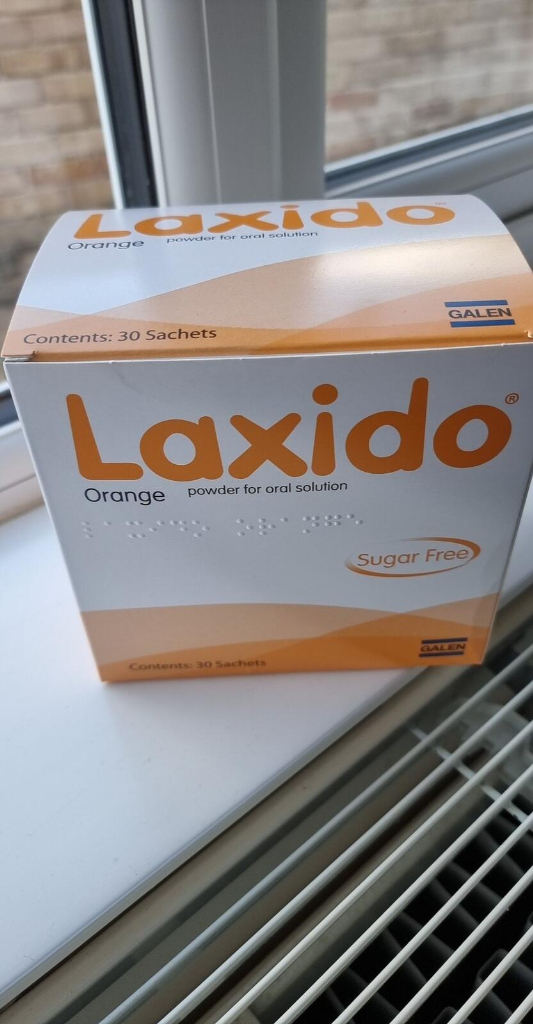 Laxido™
Orange powder for oral solution
Contents: 30 Sachets
GALEN
Laxido®
Orange powder for oral solution
Sugar Free
Contents: 30 Sachets
GALEN